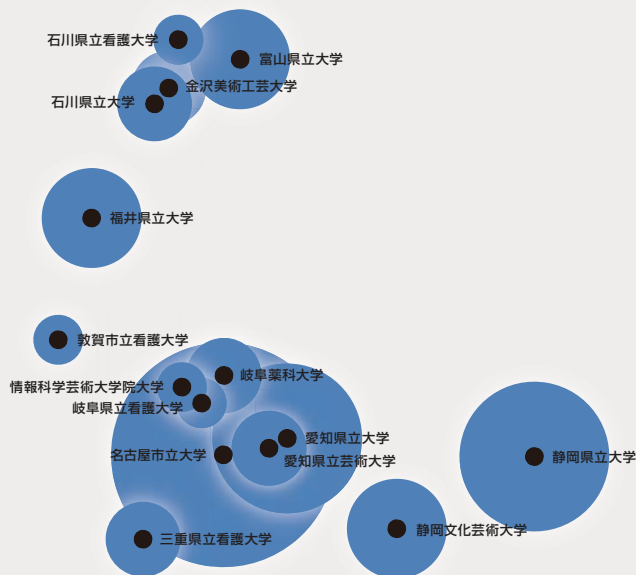 石川県立看護大学
富山県立大学
金沢美術工芸大学
石川県立大学
福井県立大学
敦賀市立看護大学
岐阜薬科大学
情報科学芸術大学院大学
岐阜県立看護大学
愛知県立大学
名古屋市立大学
愛知県立芸術大学
静岡県立大学
静岡文化芸術大学
三重県立看護大学